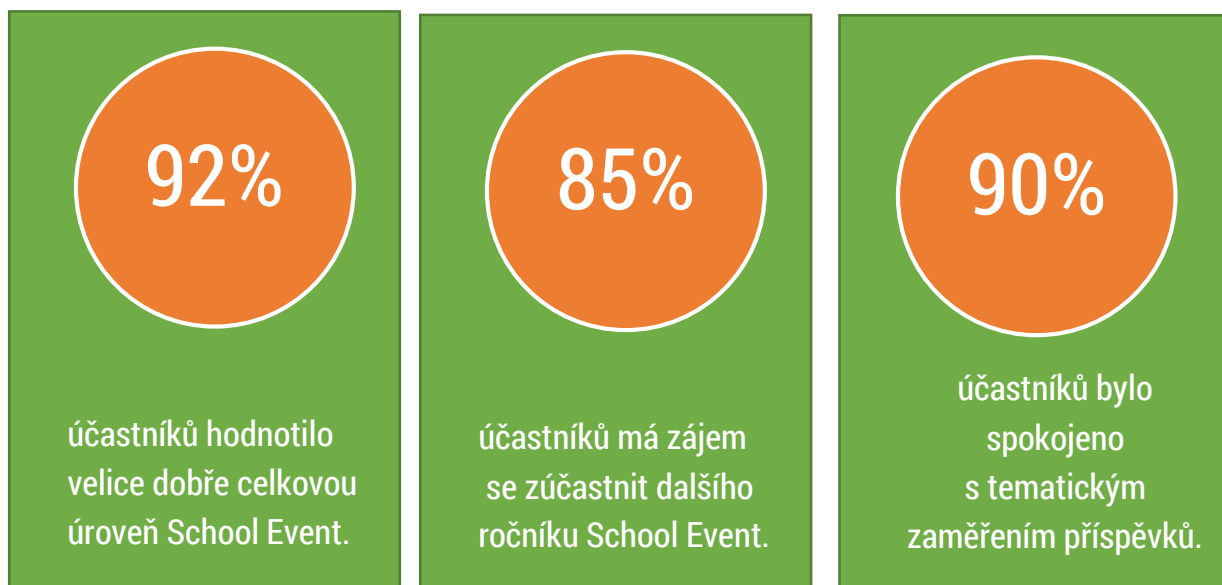 92%
účastníků hodnotilo
velice dobře celkovou
úroveň School Event.
85%
účastníků má zájem
se zúčastnit dalšího
ročníku School Event.
90%
účastníků bylo
spokojeno
s tematickým
zaměřením příspěvků.